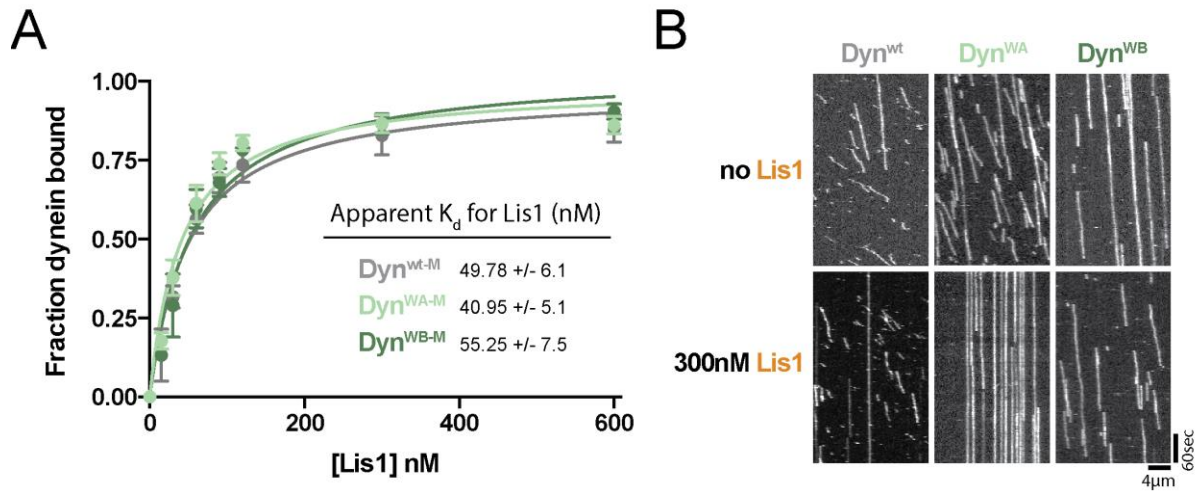 A
Fraction dynein bound
1.00
0.75
0.50
0.25
0.00
0
200
400
600
[Lis1] nM
Apparent Kd for Lis1 (nM)
Dynwt-M 49.78 +/- 6.1
DynWA-M 40.95 +/- 5.1
DynWB-M 55.25 +/- 7.5
B
Dynwt DynWA DynWB
no Lis1
300nM Lis1
60sec
4µm